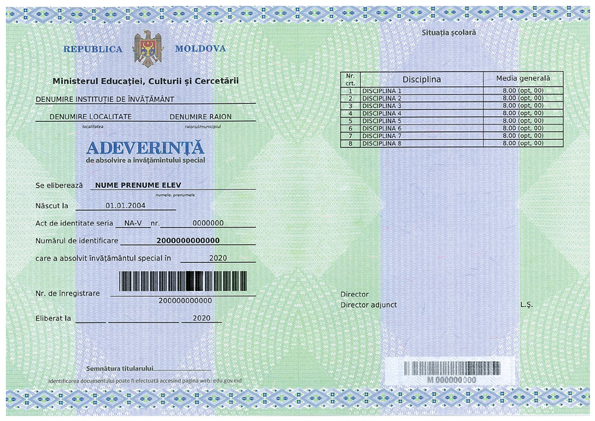 REPUBLICA MOLDOVA
Ministerul Educației, Culturii și Cercetării
DENUMIRE INSTITUȚIE DE ÎNVĂȚĂMÂNT
DENUMIRE LOCALITATE DENUMIRE RAION
localitatea raionul/municipiul
ADEVERINȚĂ
de absolvire a învățământului special
Se eliberează NUME PRENUME ELEV
numele, prenumele
Născut la 01.01.2004
Act de identitate seria NA-V nr. 0000000
Numărul de identificare 2000000000000
care a absolvit învățământul special în 2020
Nr. de înregistrare
200000000000
Eliberat la 2020
Semnătura titularului
Identificarea documentului poate fi efectuată accesînd pagina web: edu.gov.md
Situația școlară
Nr. crt. Disciplina Media generală
1 DISCIPLINA 1 8.00 (opt, 00)
2 DISCIPLINA 2 8.00 (opt, 00)
3 DISCIPLINA 3 8.00 (opt, 00)
4 DISCIPLINA 4 8.00 (opt, 00)
5 DISCIPLINA 5 8.00 (opt, 00)
6 DISCIPLINA 6 8.00 (opt, 00)
7 DISCIPLINA 7 8.00 (opt, 00)
8 DISCIPLINA 8 8.00 (opt, 00)
Director
Director adjunct L.Ș.
M 000000000